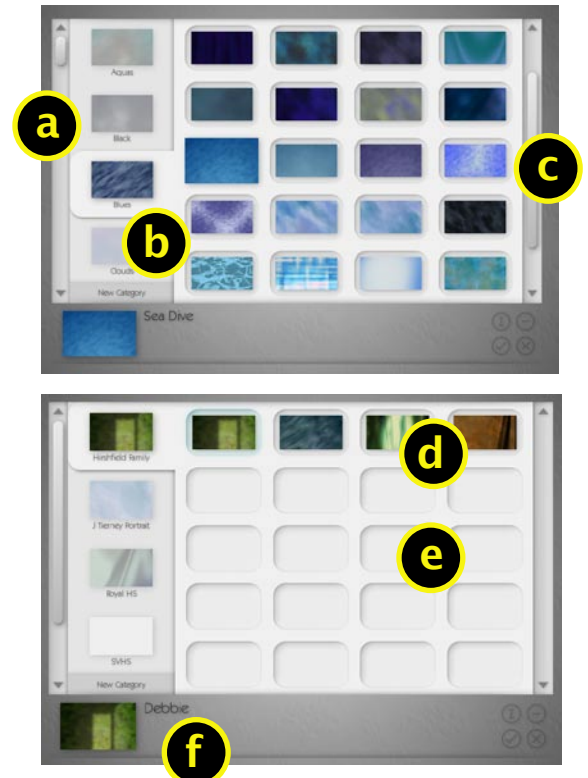 Aquas
a
Black
c
Blues
b
Clouds
New Category
Sea Dive
Hirshfield Family
d
J Tierney Portrait
e
Royal HS
SVHS
New Category
Debbie
f